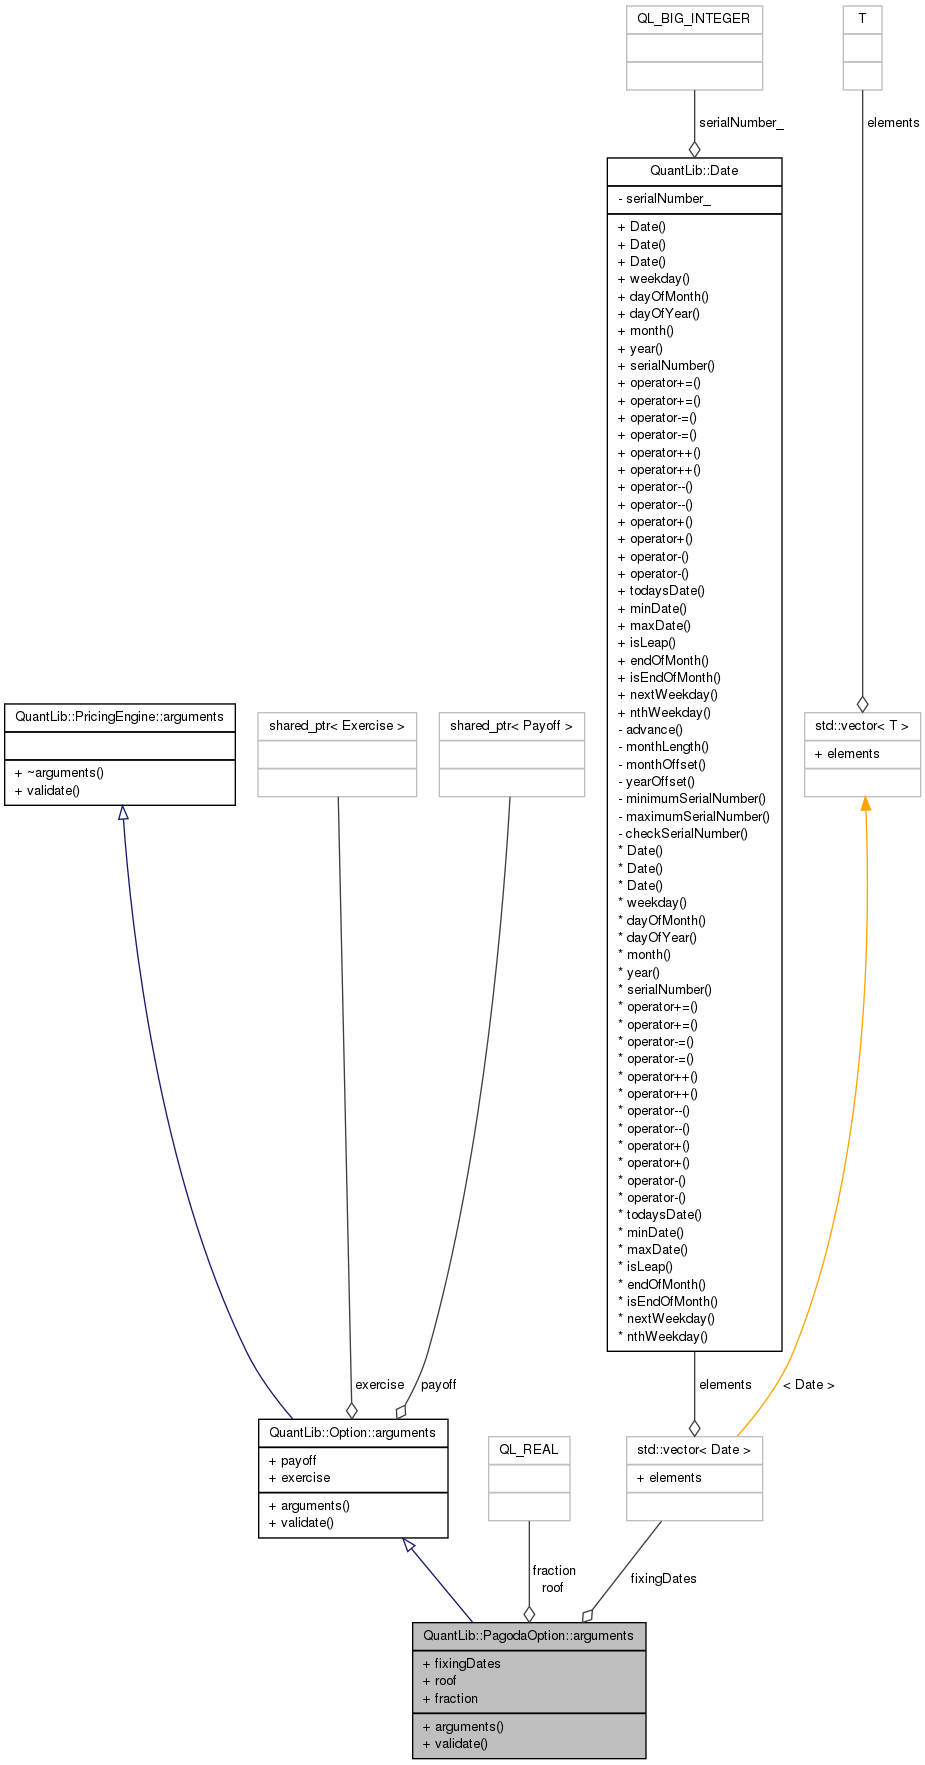 QL_BIG_INTEGER
T
serialNumber_
elements
QuantLib::Date
- serialNumber_
+ Date()
+ Date()
+ Date()
+ weekday()
+ dayOfMonth()
+ dayOfYear()
+ month()
+ year()
+ serialNumber()
+ operator+=()
+ operator+=()
+ operator-=()
+ operator-=()
+ operator++()
+ operator++()
+ operator--()
+ operator--()
+ operator+()
+ operator+()
+ operator-()
+ operator-()
+ todaysDate()
+ minDate()
+ maxDate()
+ isLeap()
+ endOfMonth()
+ isEndOfMonth()
+ nextWeekday()
+ nthWeekday()
- advance()
- monthLength()
- monthOffset()
- yearOffset()
- minimumSerialNumber()
- maximumSerialNumber()
- checkSerialNumber()
* Date()
* Date()
* Date()
* weekday()
* dayOfMonth()
* dayOfYear()
* month()
* year()
* serialNumber()
* operator+=()
* operator+=()
* operator-=()
* operator-=()
* operator++()
* operator++()
* operator--()
* operator--()
* operator+()
* operator+()
* operator-()
* operator-()
* todaysDate()
* minDate()
* maxDate()
* isLeap()
* endOfMonth()
* isEndOfMonth()
* nextWeekday()
* nthWeekday()
QuantLib::PricingEngine::arguments
+ ~arguments()
+ validate()
shared_ptr< Exercise >
shared_ptr< Payoff >
std::vector< T >
+ elements
exercise
payoff
elements
< Date >
QuantLib::Option::arguments
+ payoff
+ exercise
+ arguments()
+ validate()
QL_REAL
std::vector< Date >
+ elements
fraction
roof
fixingDates
QuantLib::PagodaOption::arguments
+ fixingDates
+ roof
+ fraction
+ arguments()
+ validate()